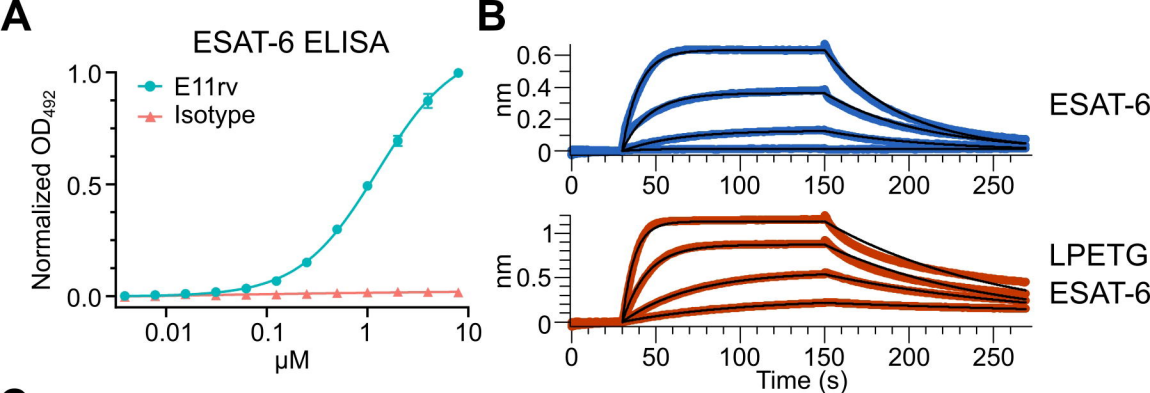 A
ESAT-6 ELISA
Normalized OD492
1.0
0.5
0.0
E11rv
Isotype
0.01
0.1
1
10
µM
B
nm
0.6
0.4
0.2
0
0 50 100 150 200 250
ESAT-6
nm
1
0.5
0
0 50 100 150 200 250
Time (s)
LPETG
ESAT-6